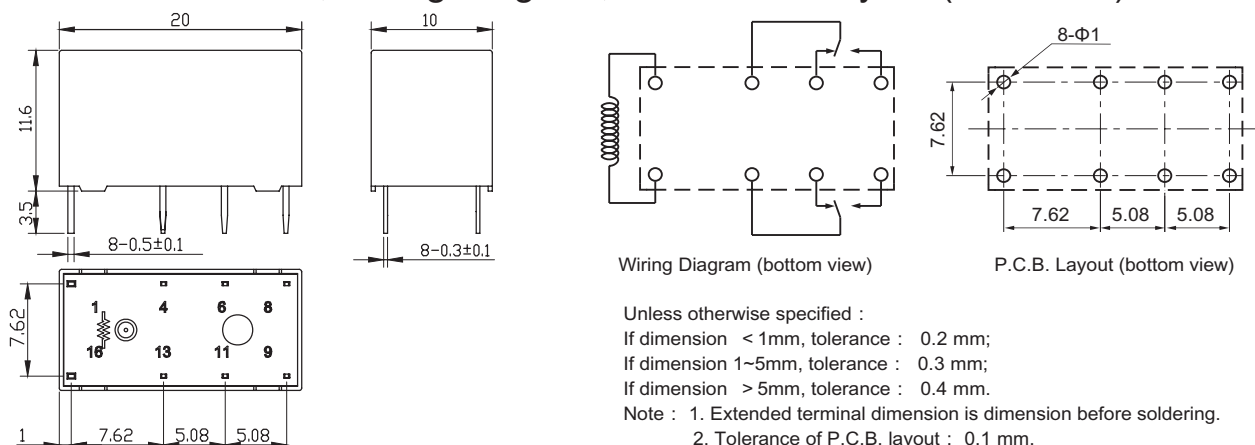 20
10
11.6
3.5
8-0.5±0.1
8-0.3±0.1
8-Φ1
7.62
7.62 5.08 5.08
Wiring Diagram (bottom view)
P.C.B. Layout (bottom view)
7.62
1 4 6 8
16 13 11 9
1 7.62 5.08 5.08
Unless otherwise specified :
If dimension < 1mm, tolerance : 0.2 mm;
If dimension 1~5mm, tolerance : 0.3 mm;
If dimension > 5mm, tolerance : 0.4 mm.
Note : 1. Extended terminal dimension is dimension before soldering.
2. Tolerance of P.C.B. layout : 0.1 mm.